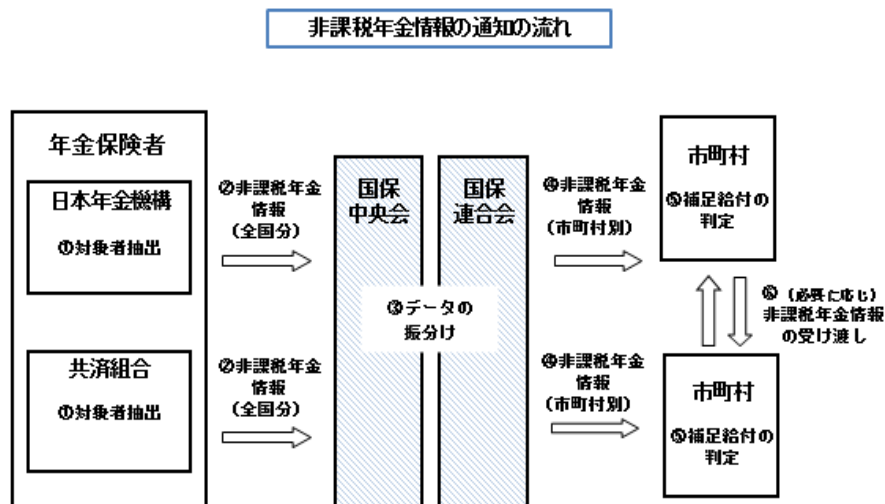 非課税年金情報の通知の流れ
年金保険者
日本年金機構
①対象者抽出
共済組合
①対象者抽出
②非課税年金
情報
(全国分)
②非課税年金
情報
(全国分)
国保
中央会
国保
連合会
③データの
振分け
④非課税年金
情報
(市町村別)
④非課税年金
情報
(市町村別)
市町村
⑤補足給付の
判定
⑥(必要に応じ)
非課税年金情報
の受け渡し
市町村
⑤補足給付の
判定